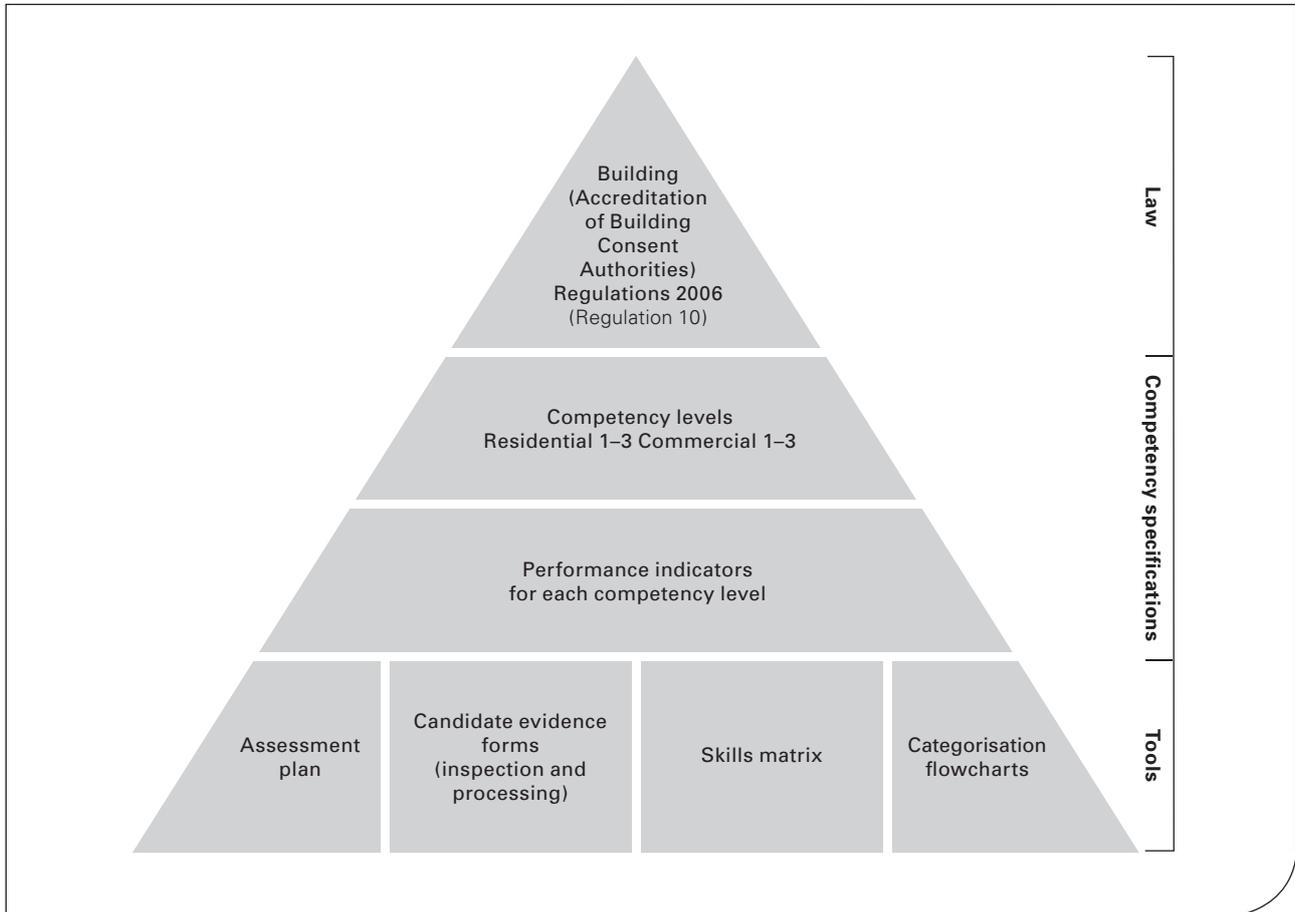 Building
(Accreditation
of Building
Consent
Authorities)
Regulations 2006
(Regulation 10)
Law
Competency levels
Residential 1–3 Commercial 1–3
Performance indicators
for each competency level
Competency specifications
Assessment
plan
Candidate evidence
forms
(inspection and
processing)
Skills matrix
Categorisation
flowcharts
Tools